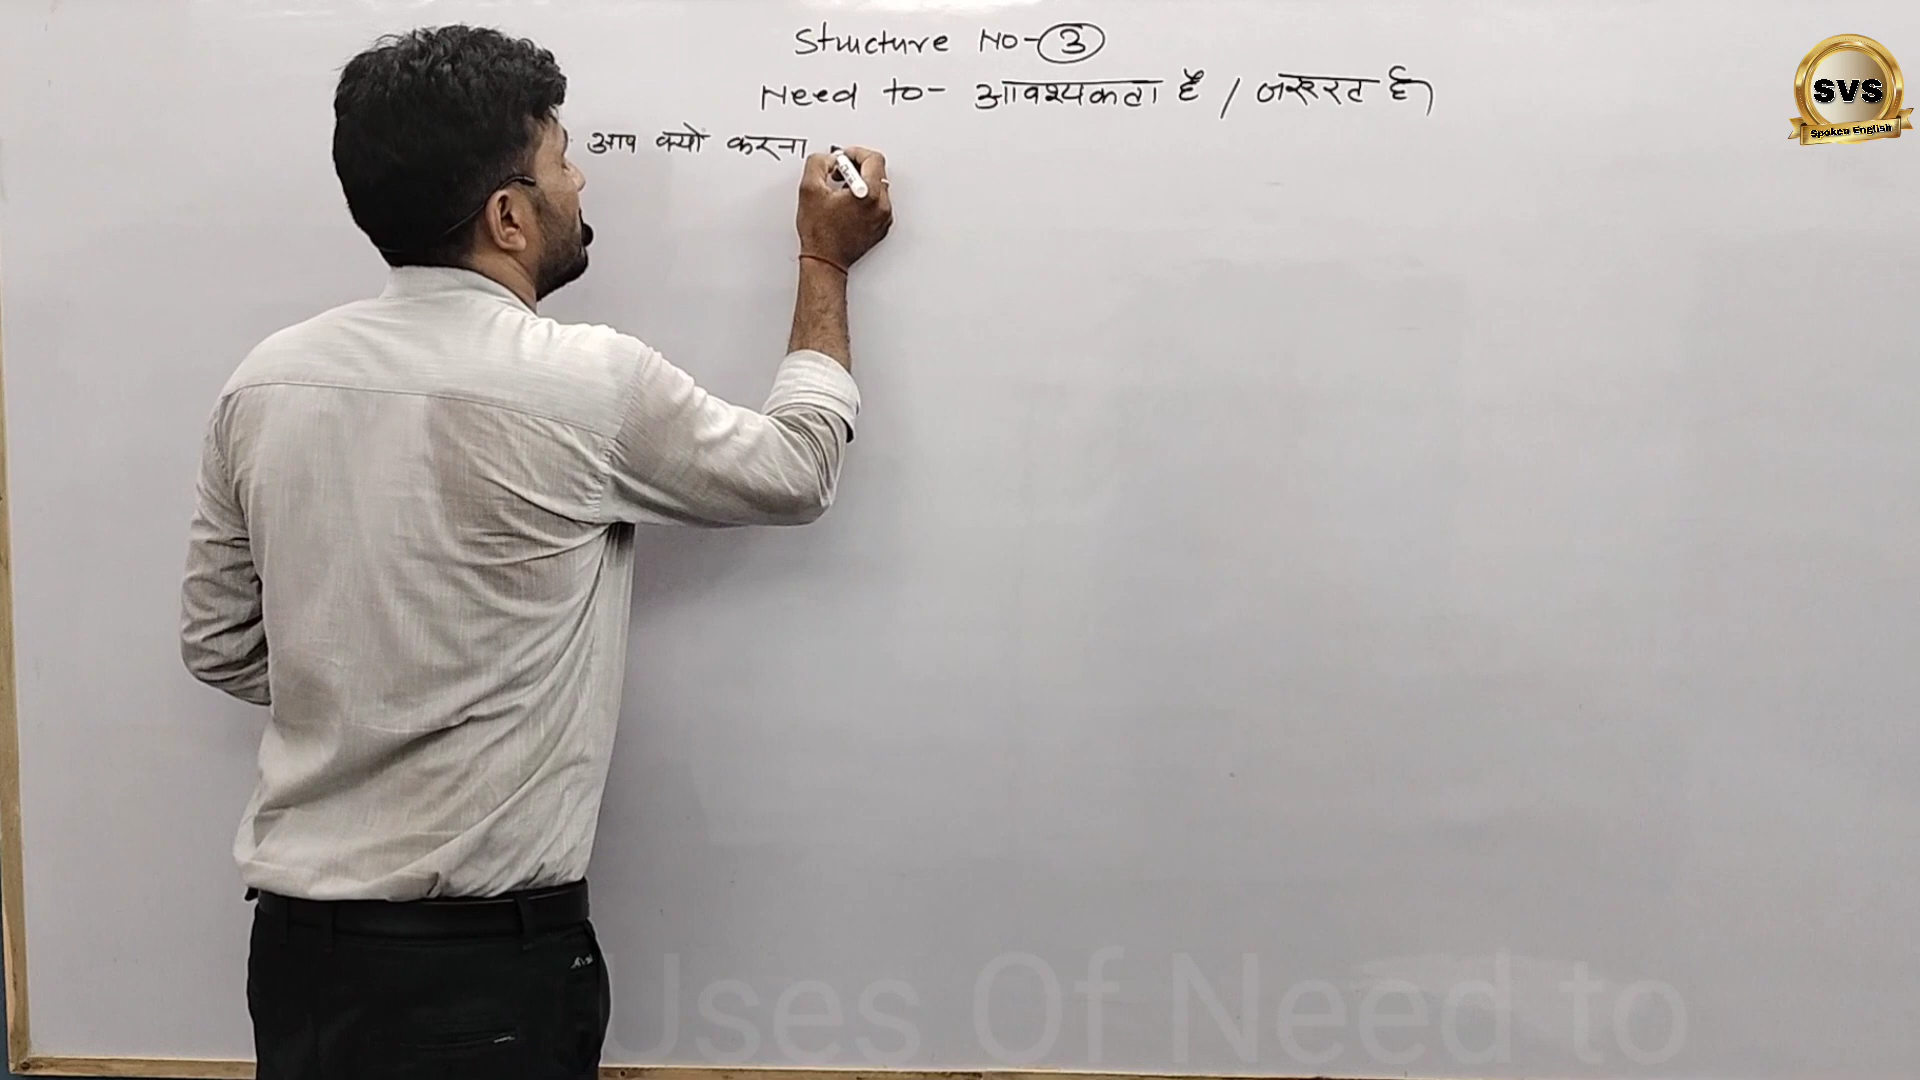 Structure No-3
Need to- आवश्यकता है / जरूरत है
आप क्यों करना
SVS
Spoken English
Uses Of Need to